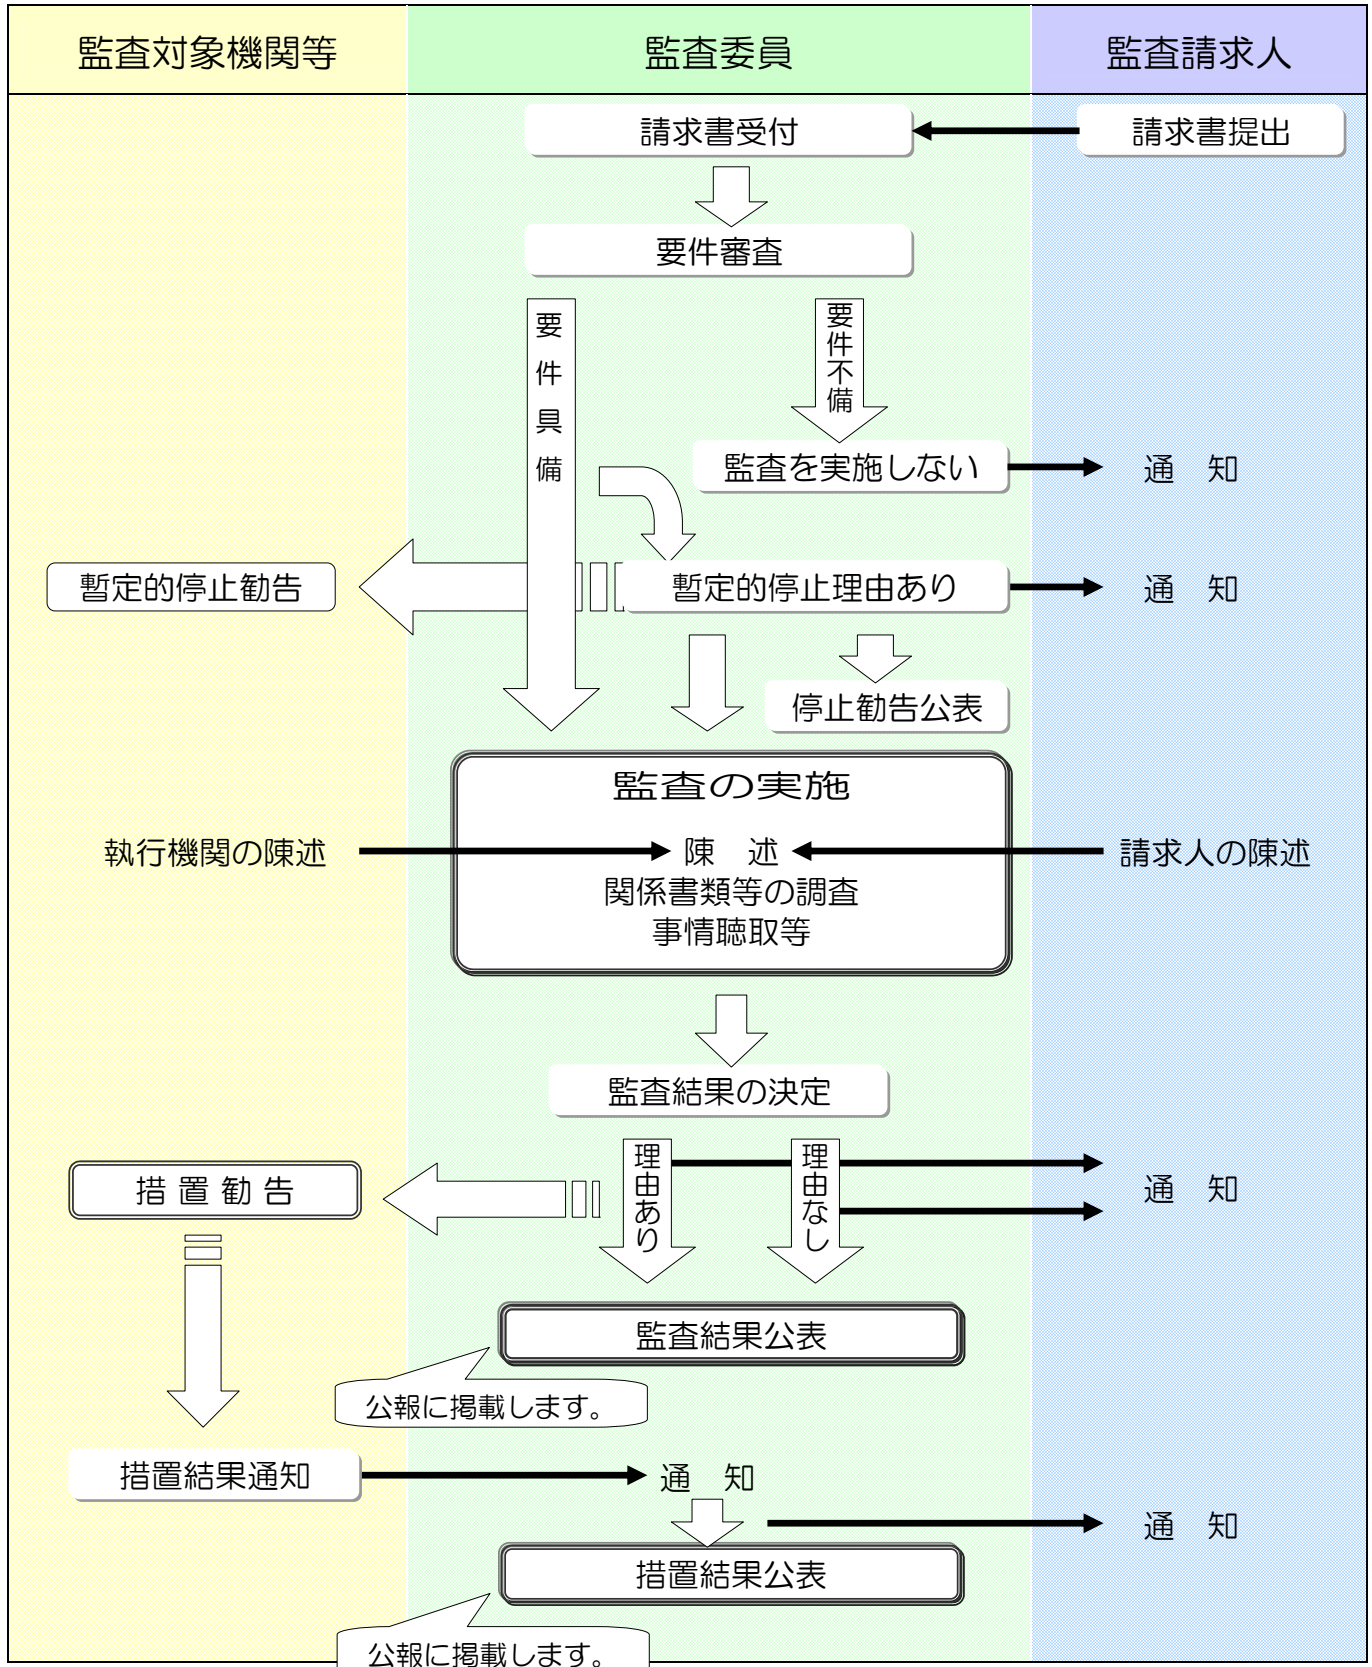 監査対象機関等
監査委員
監査請求人
請求書受付
請求書提出
要件審査
要件具備
要件不備
監査を実施しない
通 知
暫定的停止勧告
暫定的停止理由あり
通 知
停止勧告公表
監査の実施
執行機関の陳述
陳 述
請求人の陳述
関係書類等の調査
事情聴取等
監査結果の決定
理由あり
理由なし
措 置 勧 告
通 知
監査結果公表
公報に掲載します。
措置結果通知
通 知
通 知
措置結果公表
公報に掲載します。